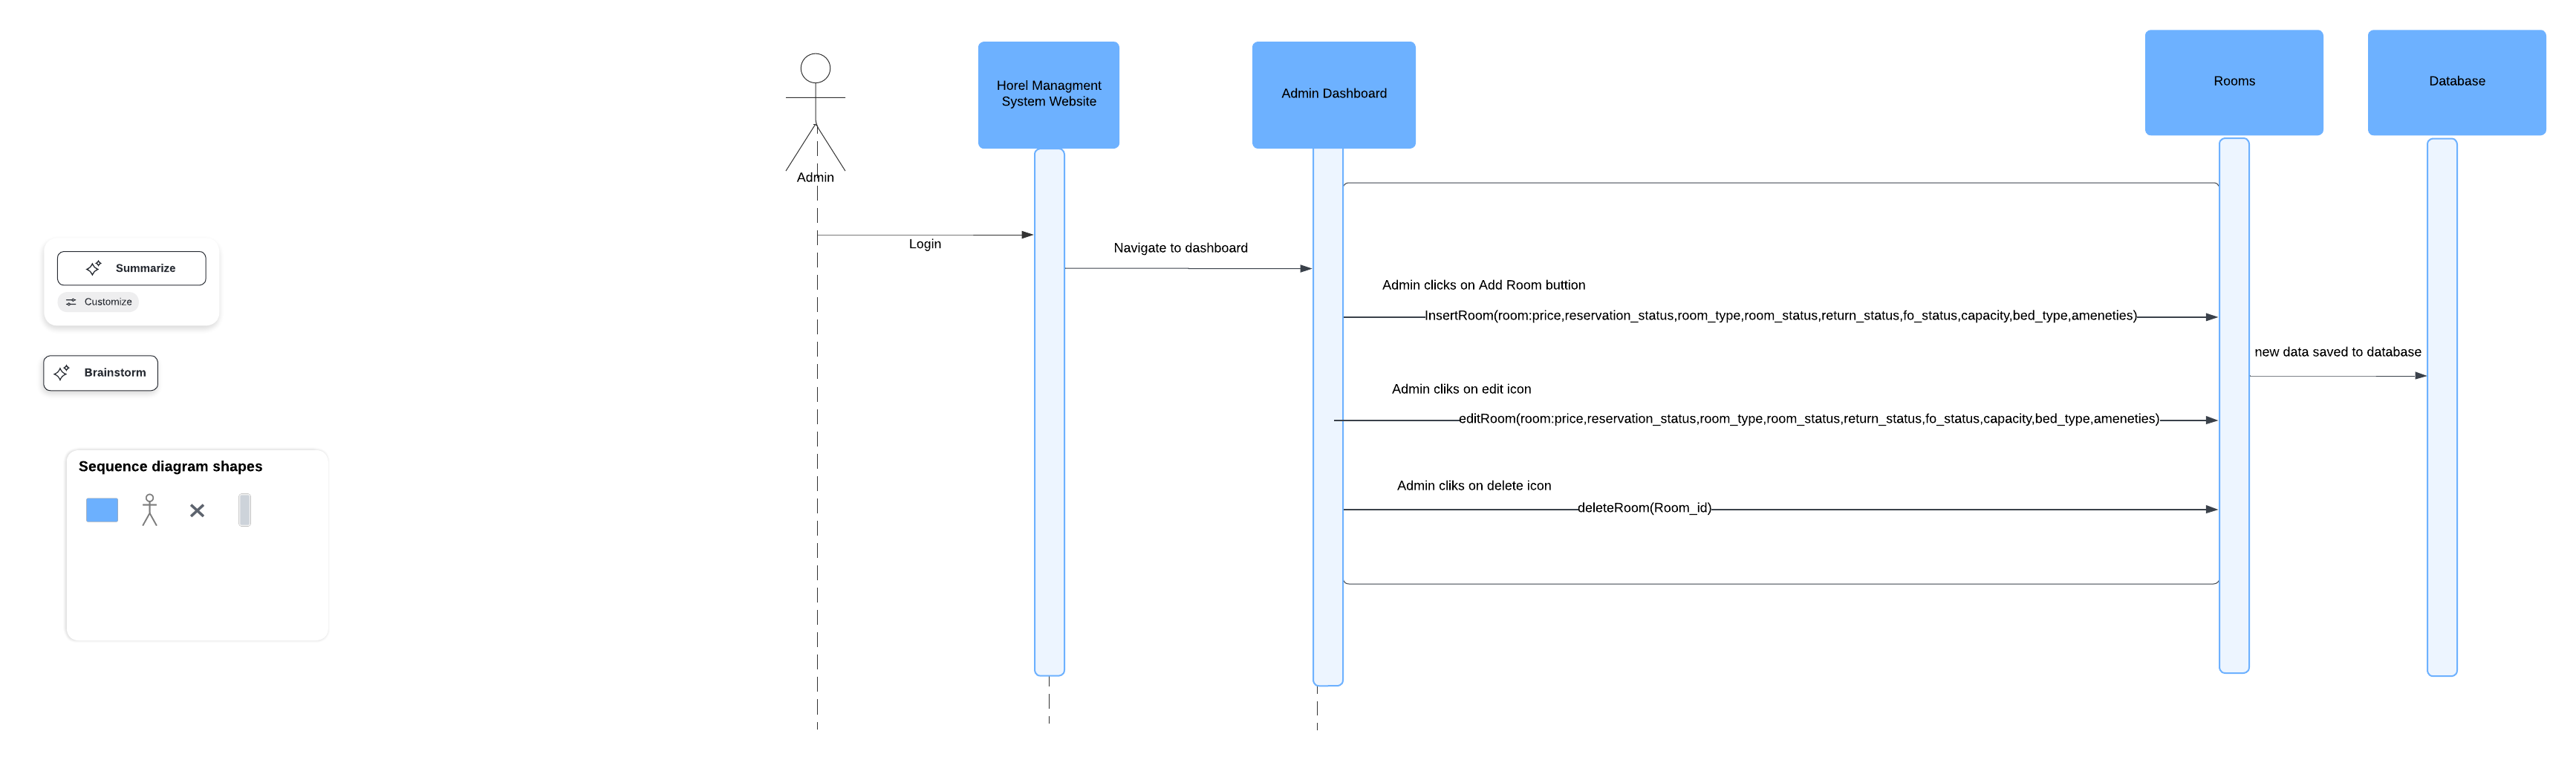 Horel Managment
System Website
Admin Dashboard
Rooms
Database
Admin
Login
Navigate to dashboard
Summarize
Customize
Brainstorm
Sequence diagram shapes
Admin clicks on Add Room buttion
InsertRoom(room:price,reservation_status,room_type,room_status,return_status,fo_status,capacity,bed_type,ameneties)
new data saved to database
Admin cliks on edit icon
editRoom(room:price,reservation_status,room_type,room_status,return_status,fo_status,capacity,bed_type,ameneties)
Admin cliks on delete icon
deleteRoom(Room_id)